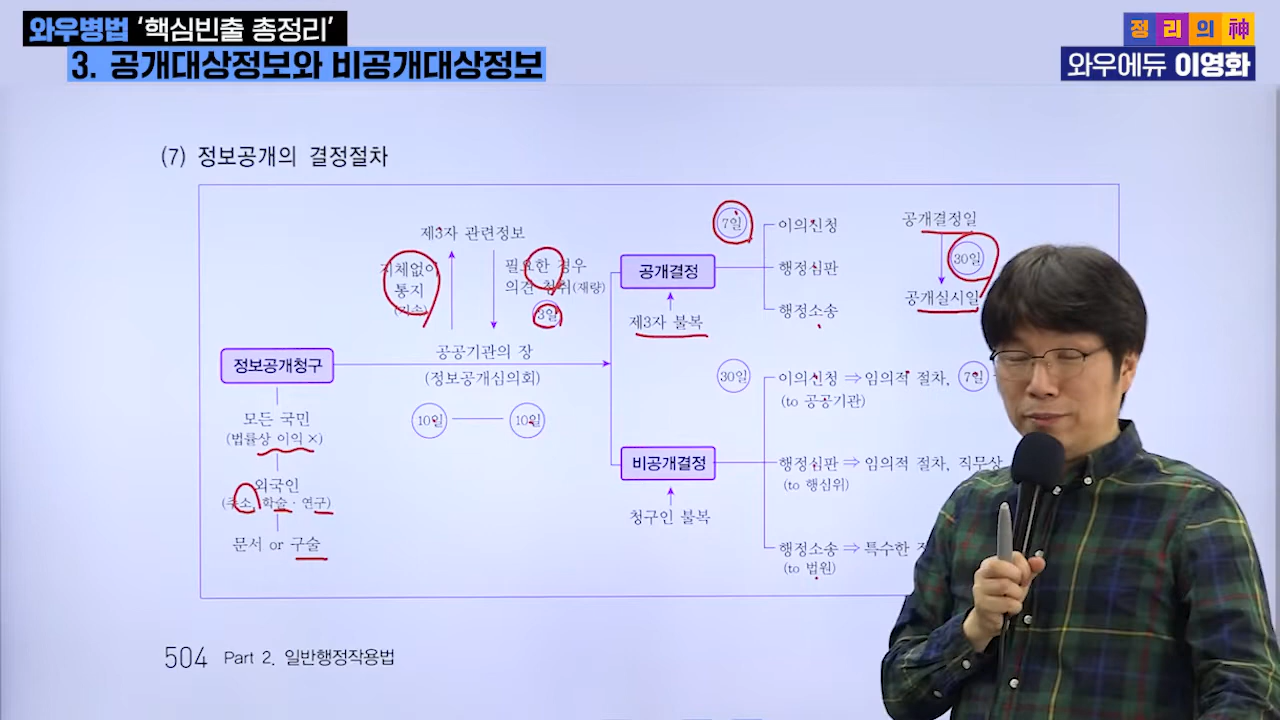 와우병법 '핵심빈출 총정리'
3. 공개대상정보와 비공개대상정보
정리의神
와우에듀 이영화
(7) 정보공개의 결정절차
제3자 관련정보
지체없이
통지
(기속)
필요한 경우
의견 청취(재량)
3일
공공기관의 장
(정보공개심의회)
10일
10일
정보공개청구
모든 국민
(법률상 이익 ×)
외국인
(주소, 학술·연구)
문서 or 구술
공개결정
제3자 불복
7일
이의신청
행정심판
행정소송
공개결정일
30일
공개실시일
비공개결정
청구인 불복
30일
이의신청 ⇒ 임의적 절차, 7일
(to 공공기관)
행정심판 ⇒ 임의적 절차, 직무상
(to 행심위)
행정소송 ⇒ 특수한
(to 법원)
504 Part 2. 일반행정작용법